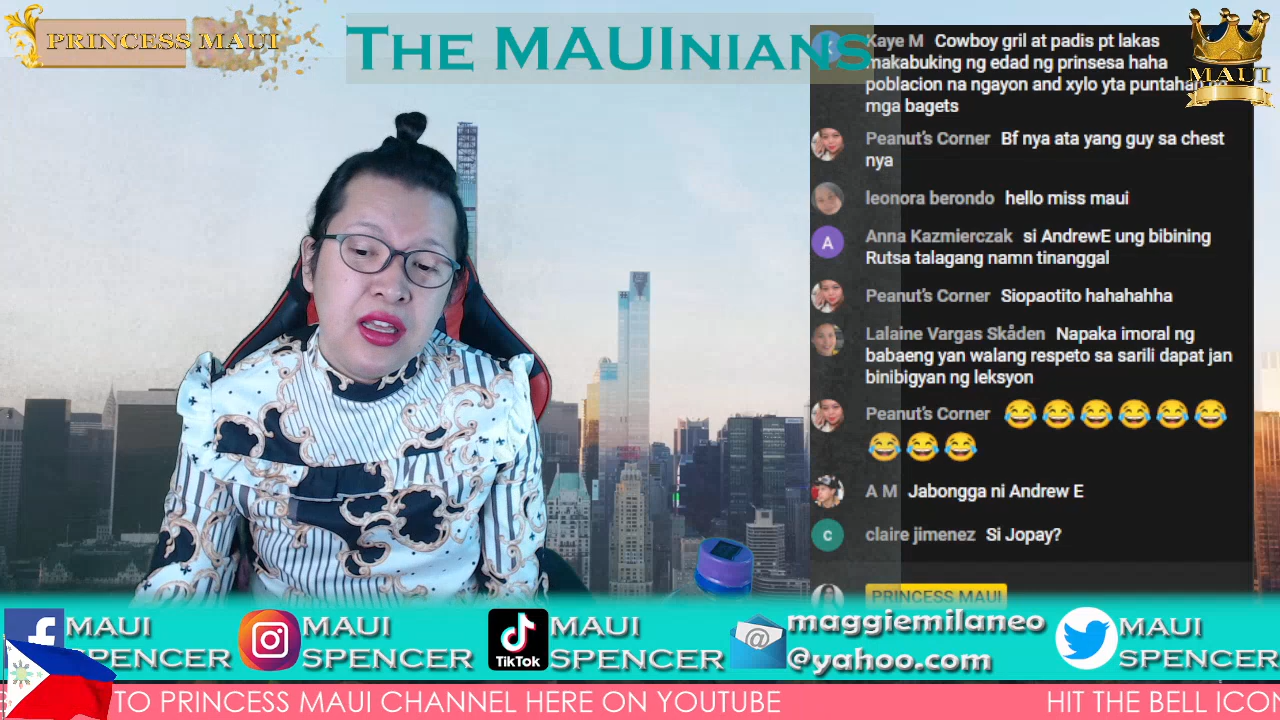 PRINCESS MAUI
THE MAUINIANS
MAUI
Kaye M Cowboy gril at padis pt lakas
makabuking ng edad ng prinsesa haha
poblacion na ngayon and xylo yta puntahan
mga bagets
Peanut's Corner Bf nya ata yang guy sa chest
nya
leonora berondo hello miss maui
A
Anna Kazmierczak si AndrewE ung bibining
Rutsa talagang namn tinanggal
Peanut's Corner Siopaotito hahahahha
Lalaine Vargas Skåden Napaka imoral ng
babaeng yan walang respeto sa sarili dapat jan
binibigyan ng leksyon
Peanut's Corner 😂😂😂😂😂😂
😂😂😂
A M Jabongga ni Andrew E
c
claire jimenez Si Jopay?
PRINCESS MAUI
f MAUI
SPENCER
MAUI
SPENCER
TikTok
MAUI
SPENCER
@
maggiemilaneo
@yahoo.com
MAUI
SPENCER
TO PRINCESS MAUI CHANNEL HERE ON YOUTUBE
HIT THE BELL ICON